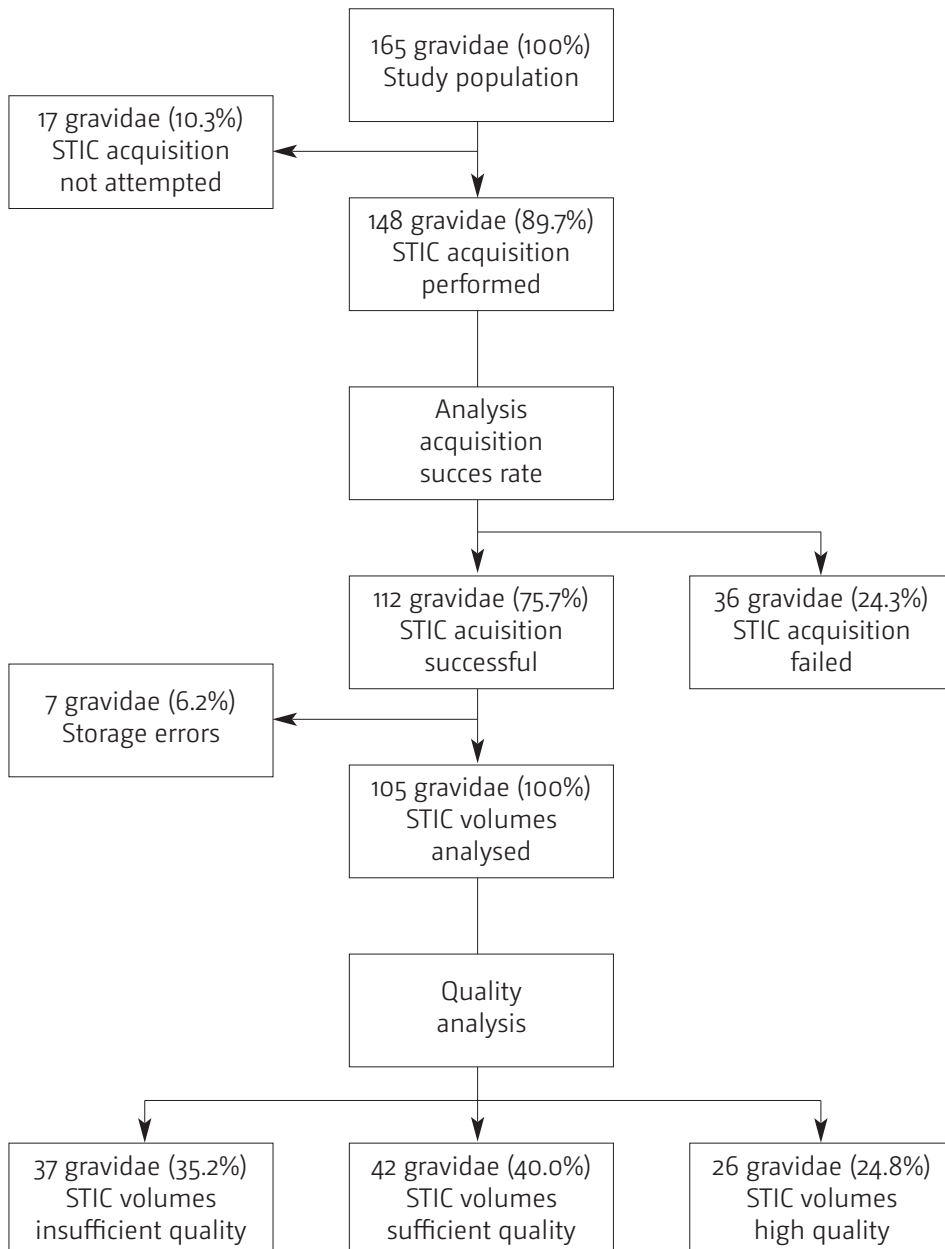 165 gravidae (100%)
Study population
17 gravidae (10.3%)
STIC acquisition
not attempted
148 gravidae (89.7%)
STIC acquisition
performed
Analysis
acquisition
succes rate
112 gravidae (75.7%)
STIC acuisition
successful
36 gravidae (24.3%)
STIC acquisition
failed
7 gravidae (6.2%)
Storage errors
105 gravidae (100%)
STIC volumes
analysed
Quality
analysis
37 gravidae (35.2%)
STIC volumes
insufficient quality
42 gravidae (40.0%)
STIC volumes
sufficient quality
26 gravidae (24.8%)
STIC volumes
high quality